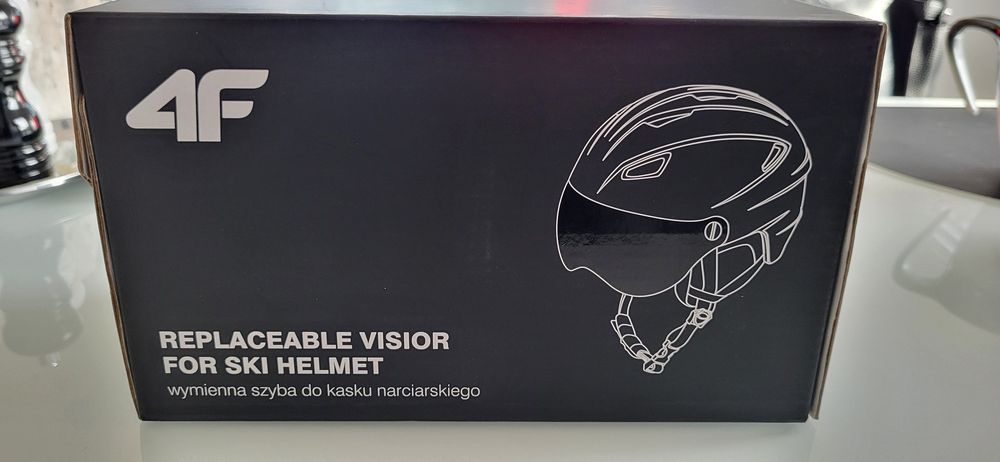 4F
REPLACEABLE VISIOR
FOR SKI HELMET
wymienna szyba do kasku narciarskiego